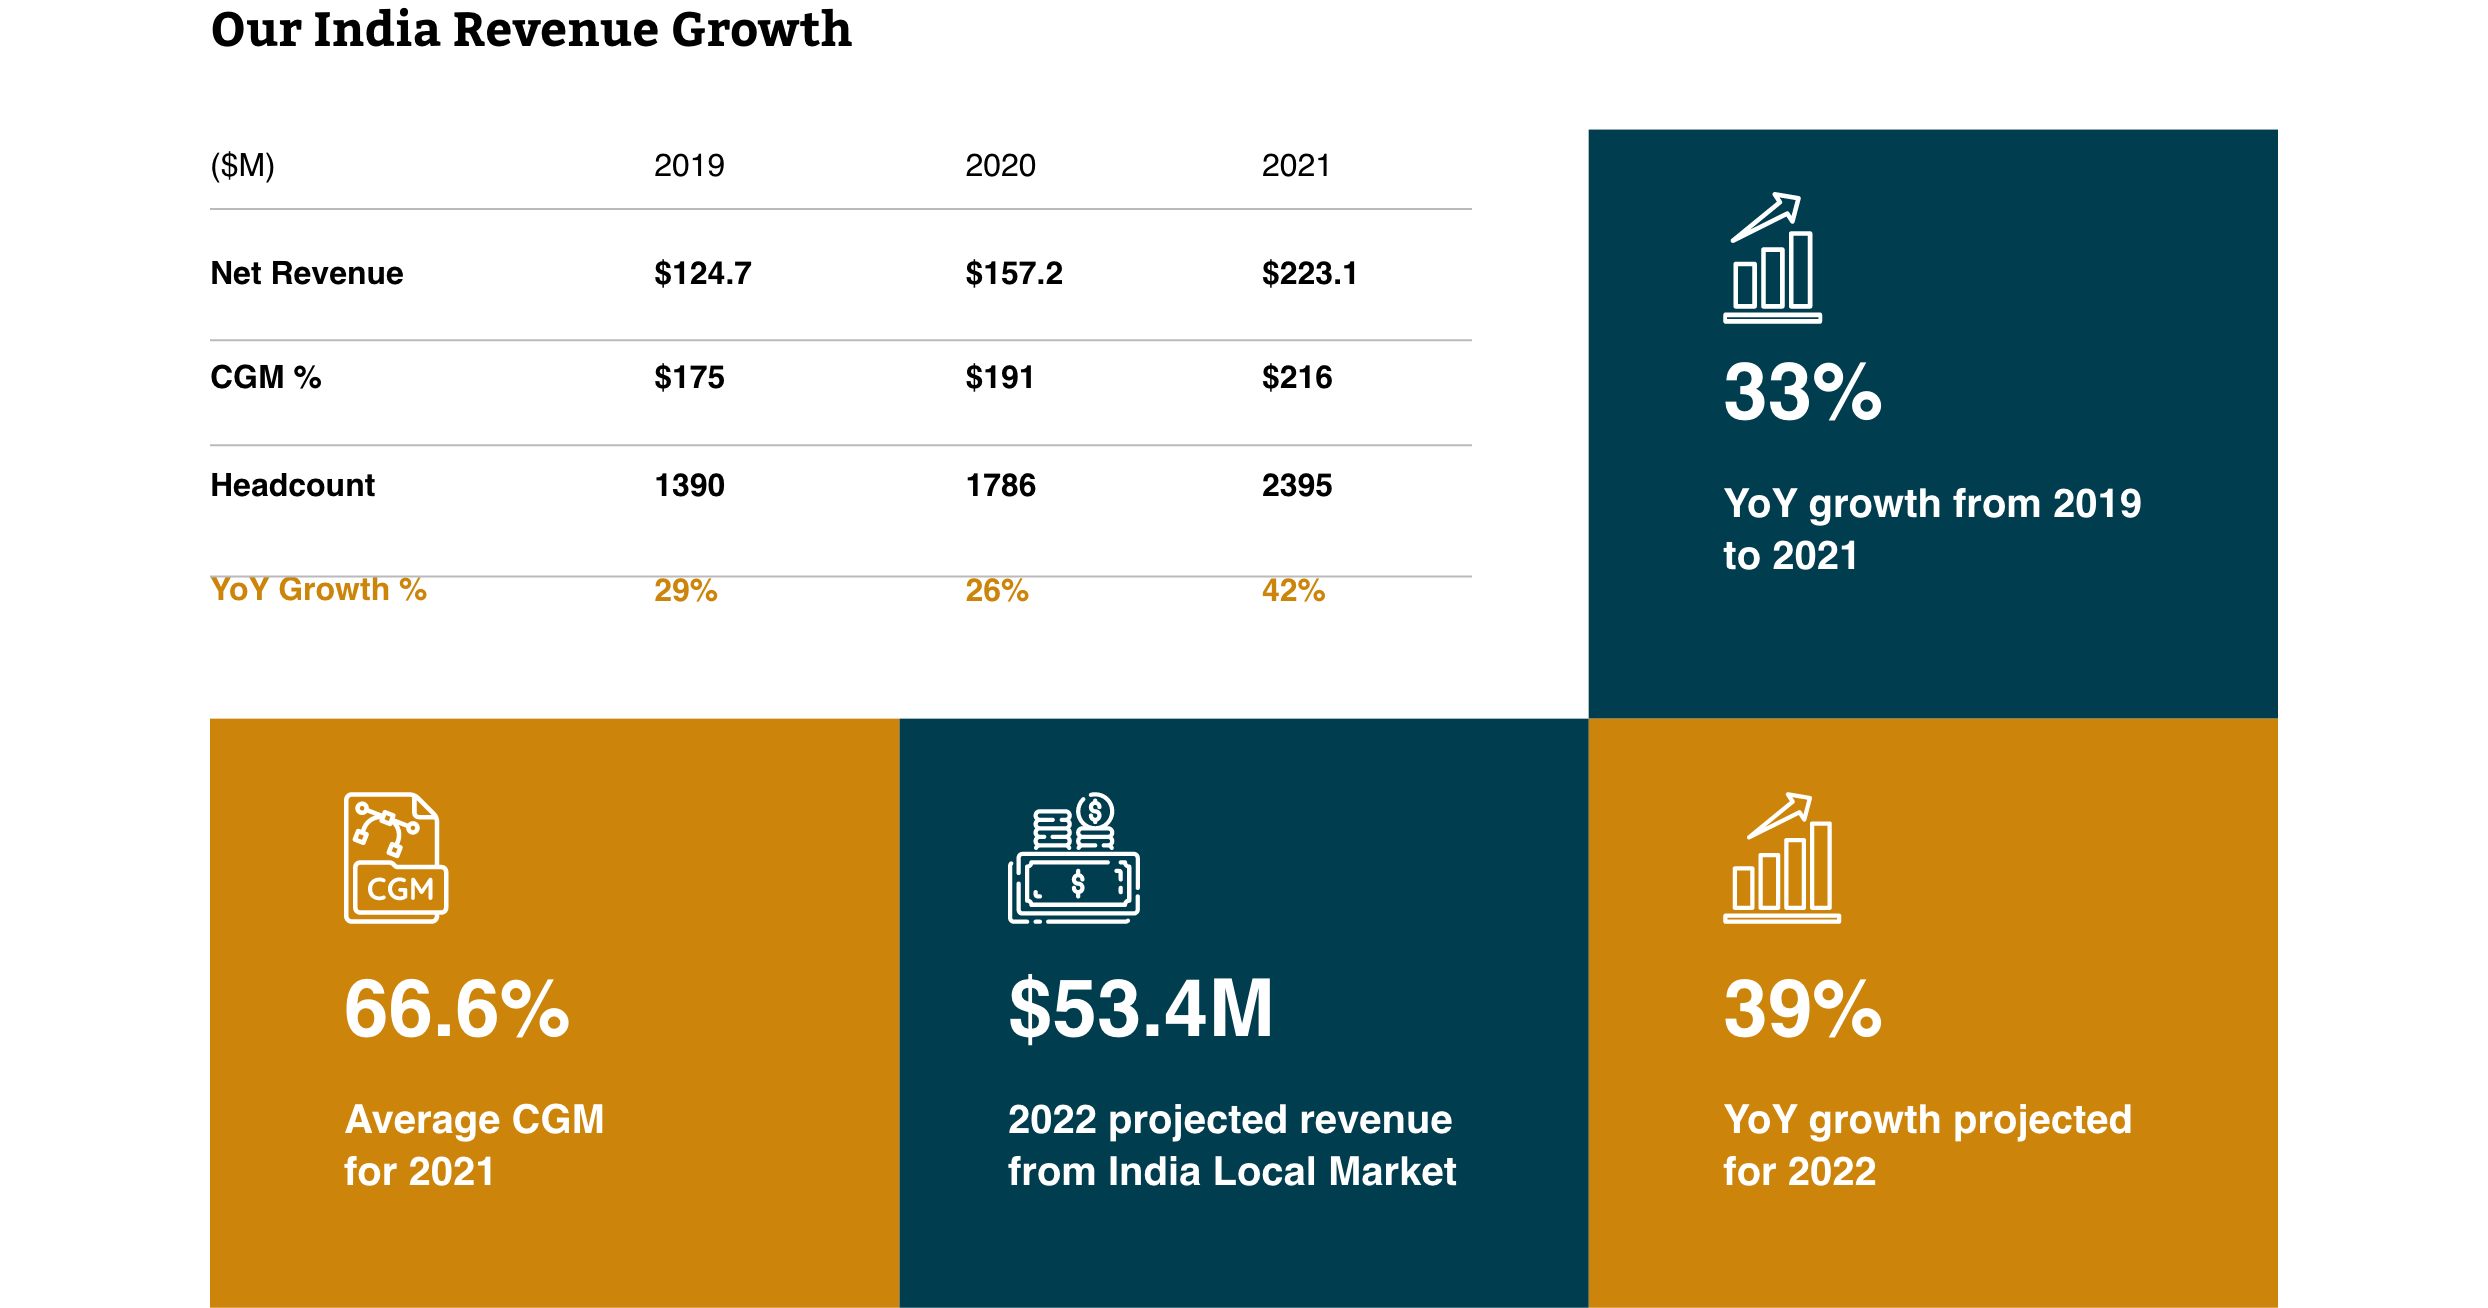 Our India Revenue Growth
($M) 2019 2020 2021
Net Revenue $124.7 $157.2 $223.1
CGM % $175 $191 $216
Headcount 1390 1786 2395
YoY Growth % 29% 26% 42%
33%
YoY growth from 2019
to 2021
CGM
66.6%
Average CGM
for 2021
$
$
$53.4M
2022 projected revenue
from India Local Market
39%
YoY growth projected
for 2022